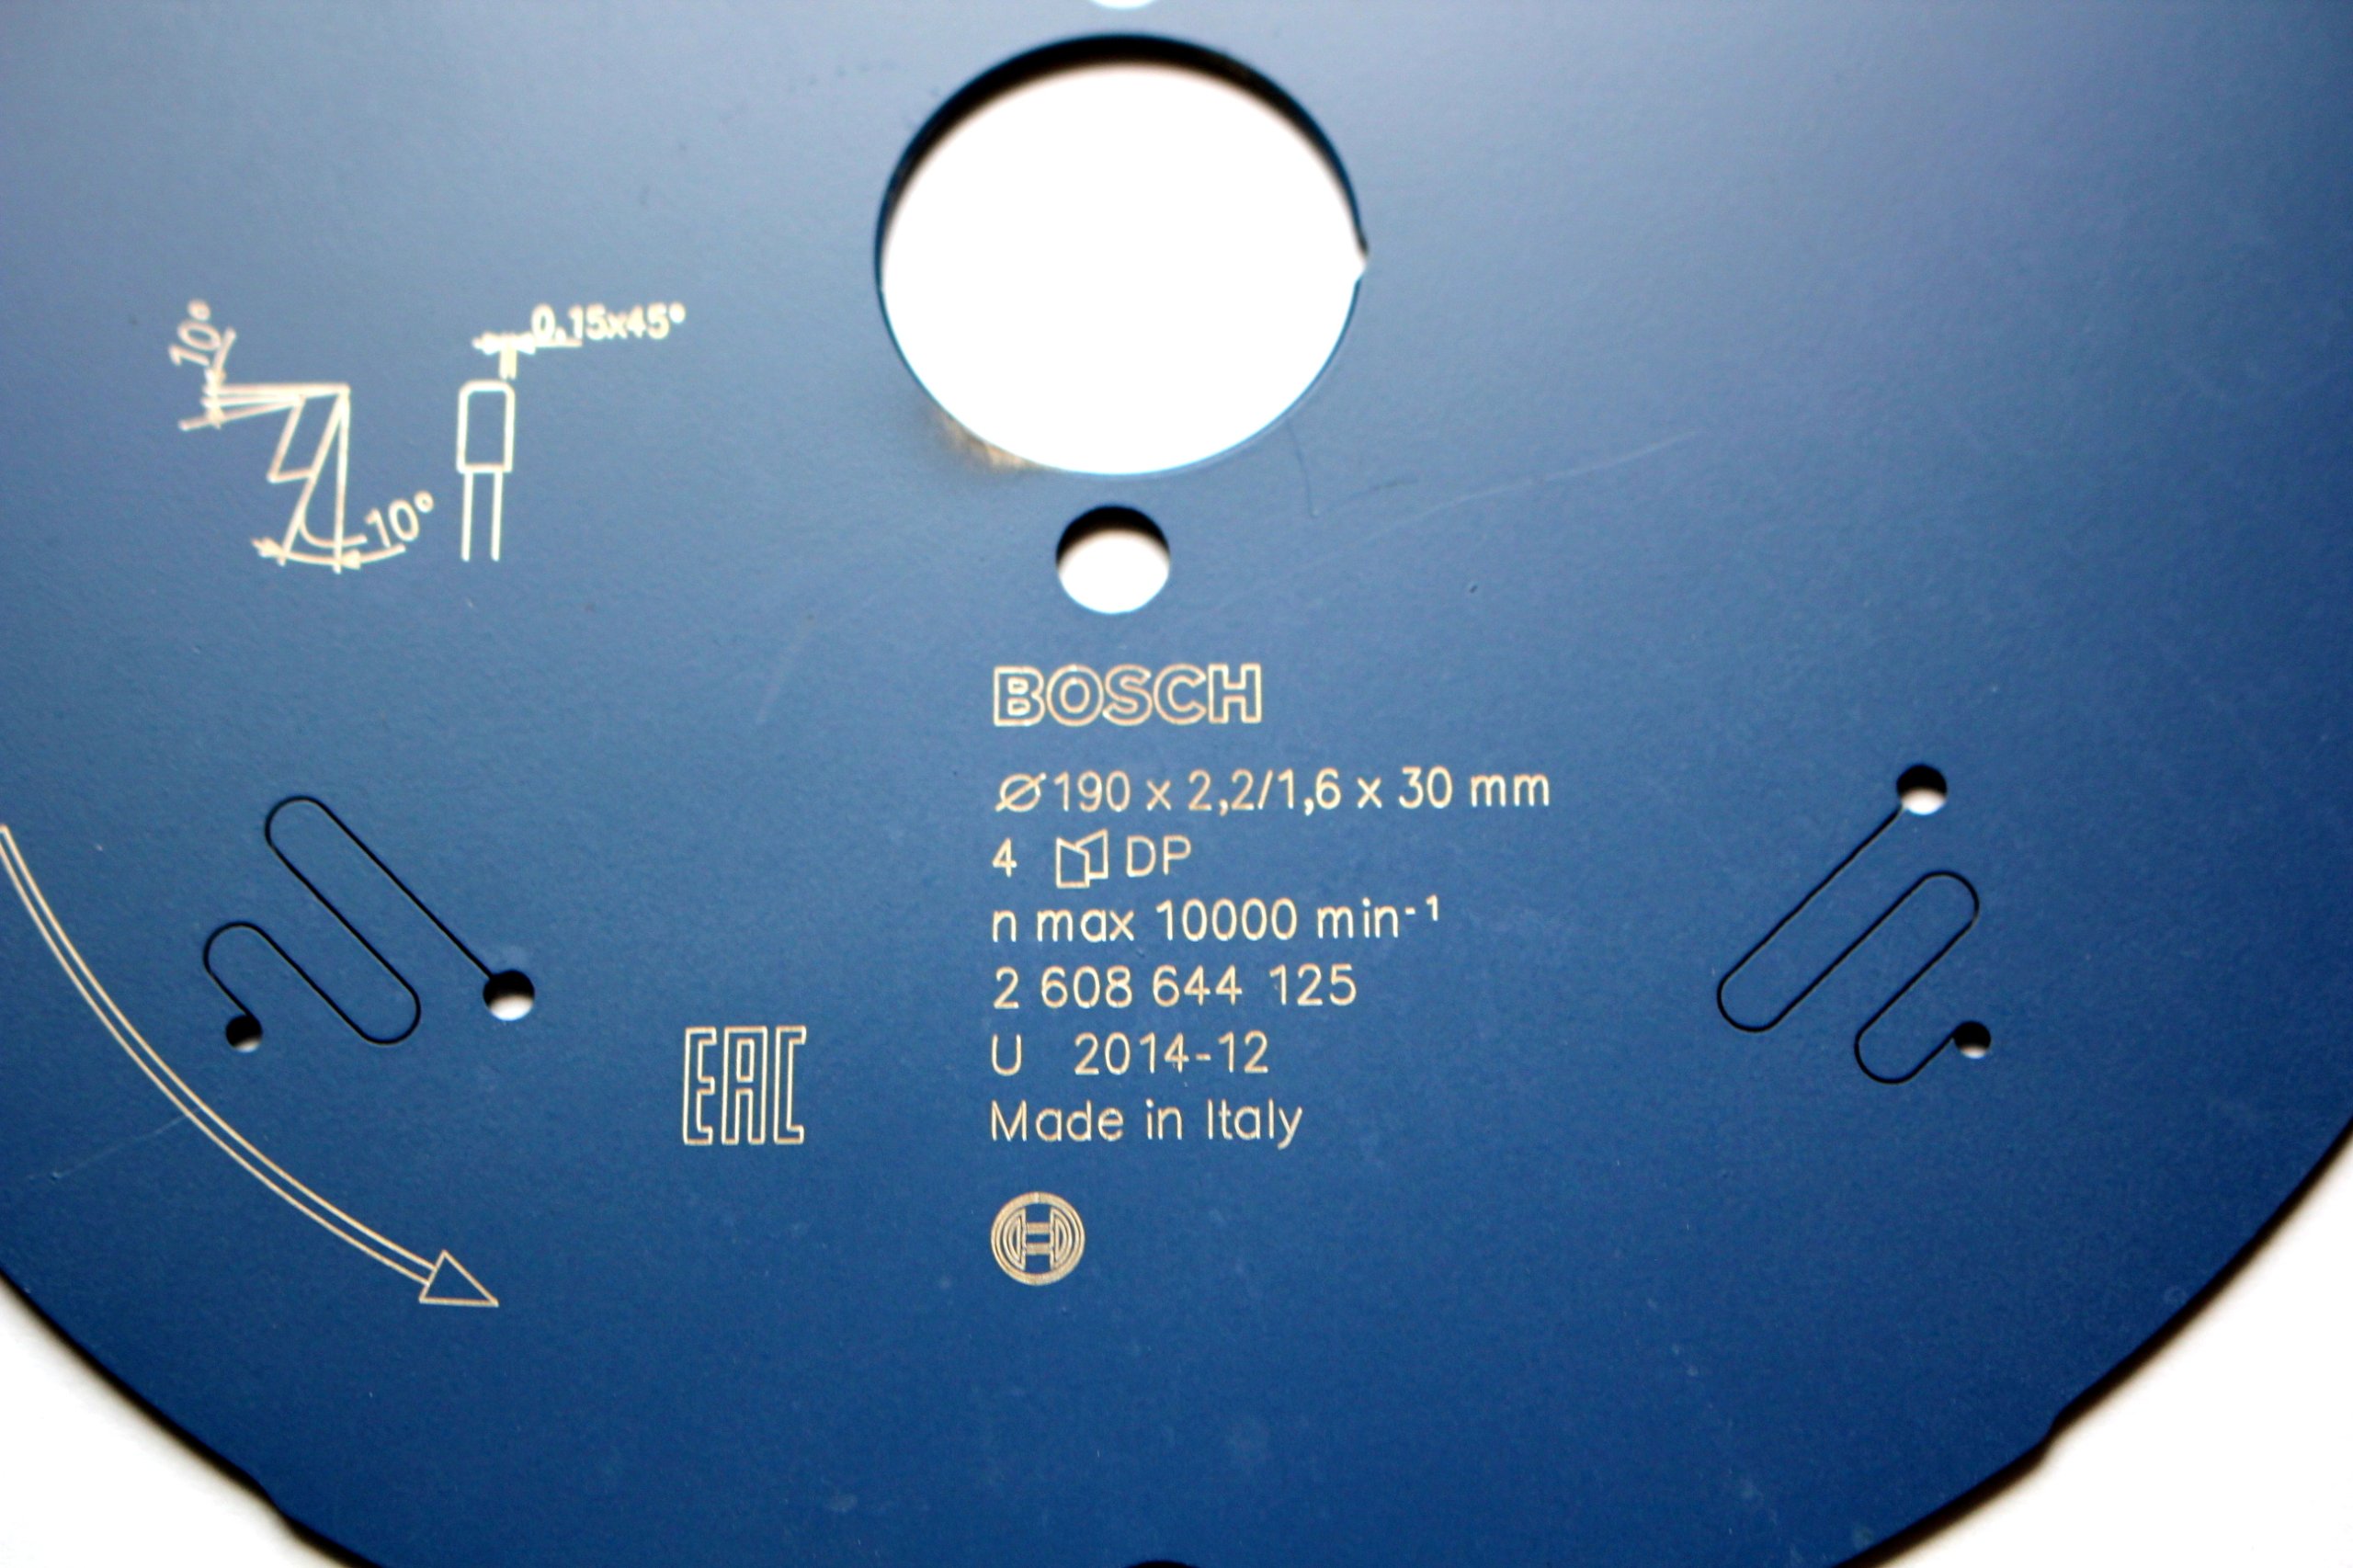 10°
0,15x45°
10°
BOSCH
Ø190 x 2,2/1,6 x 30 mm
4 DP
n max 10000 min⁻¹
2 608 644 125
U 2014-12
Made in Italy
EAC